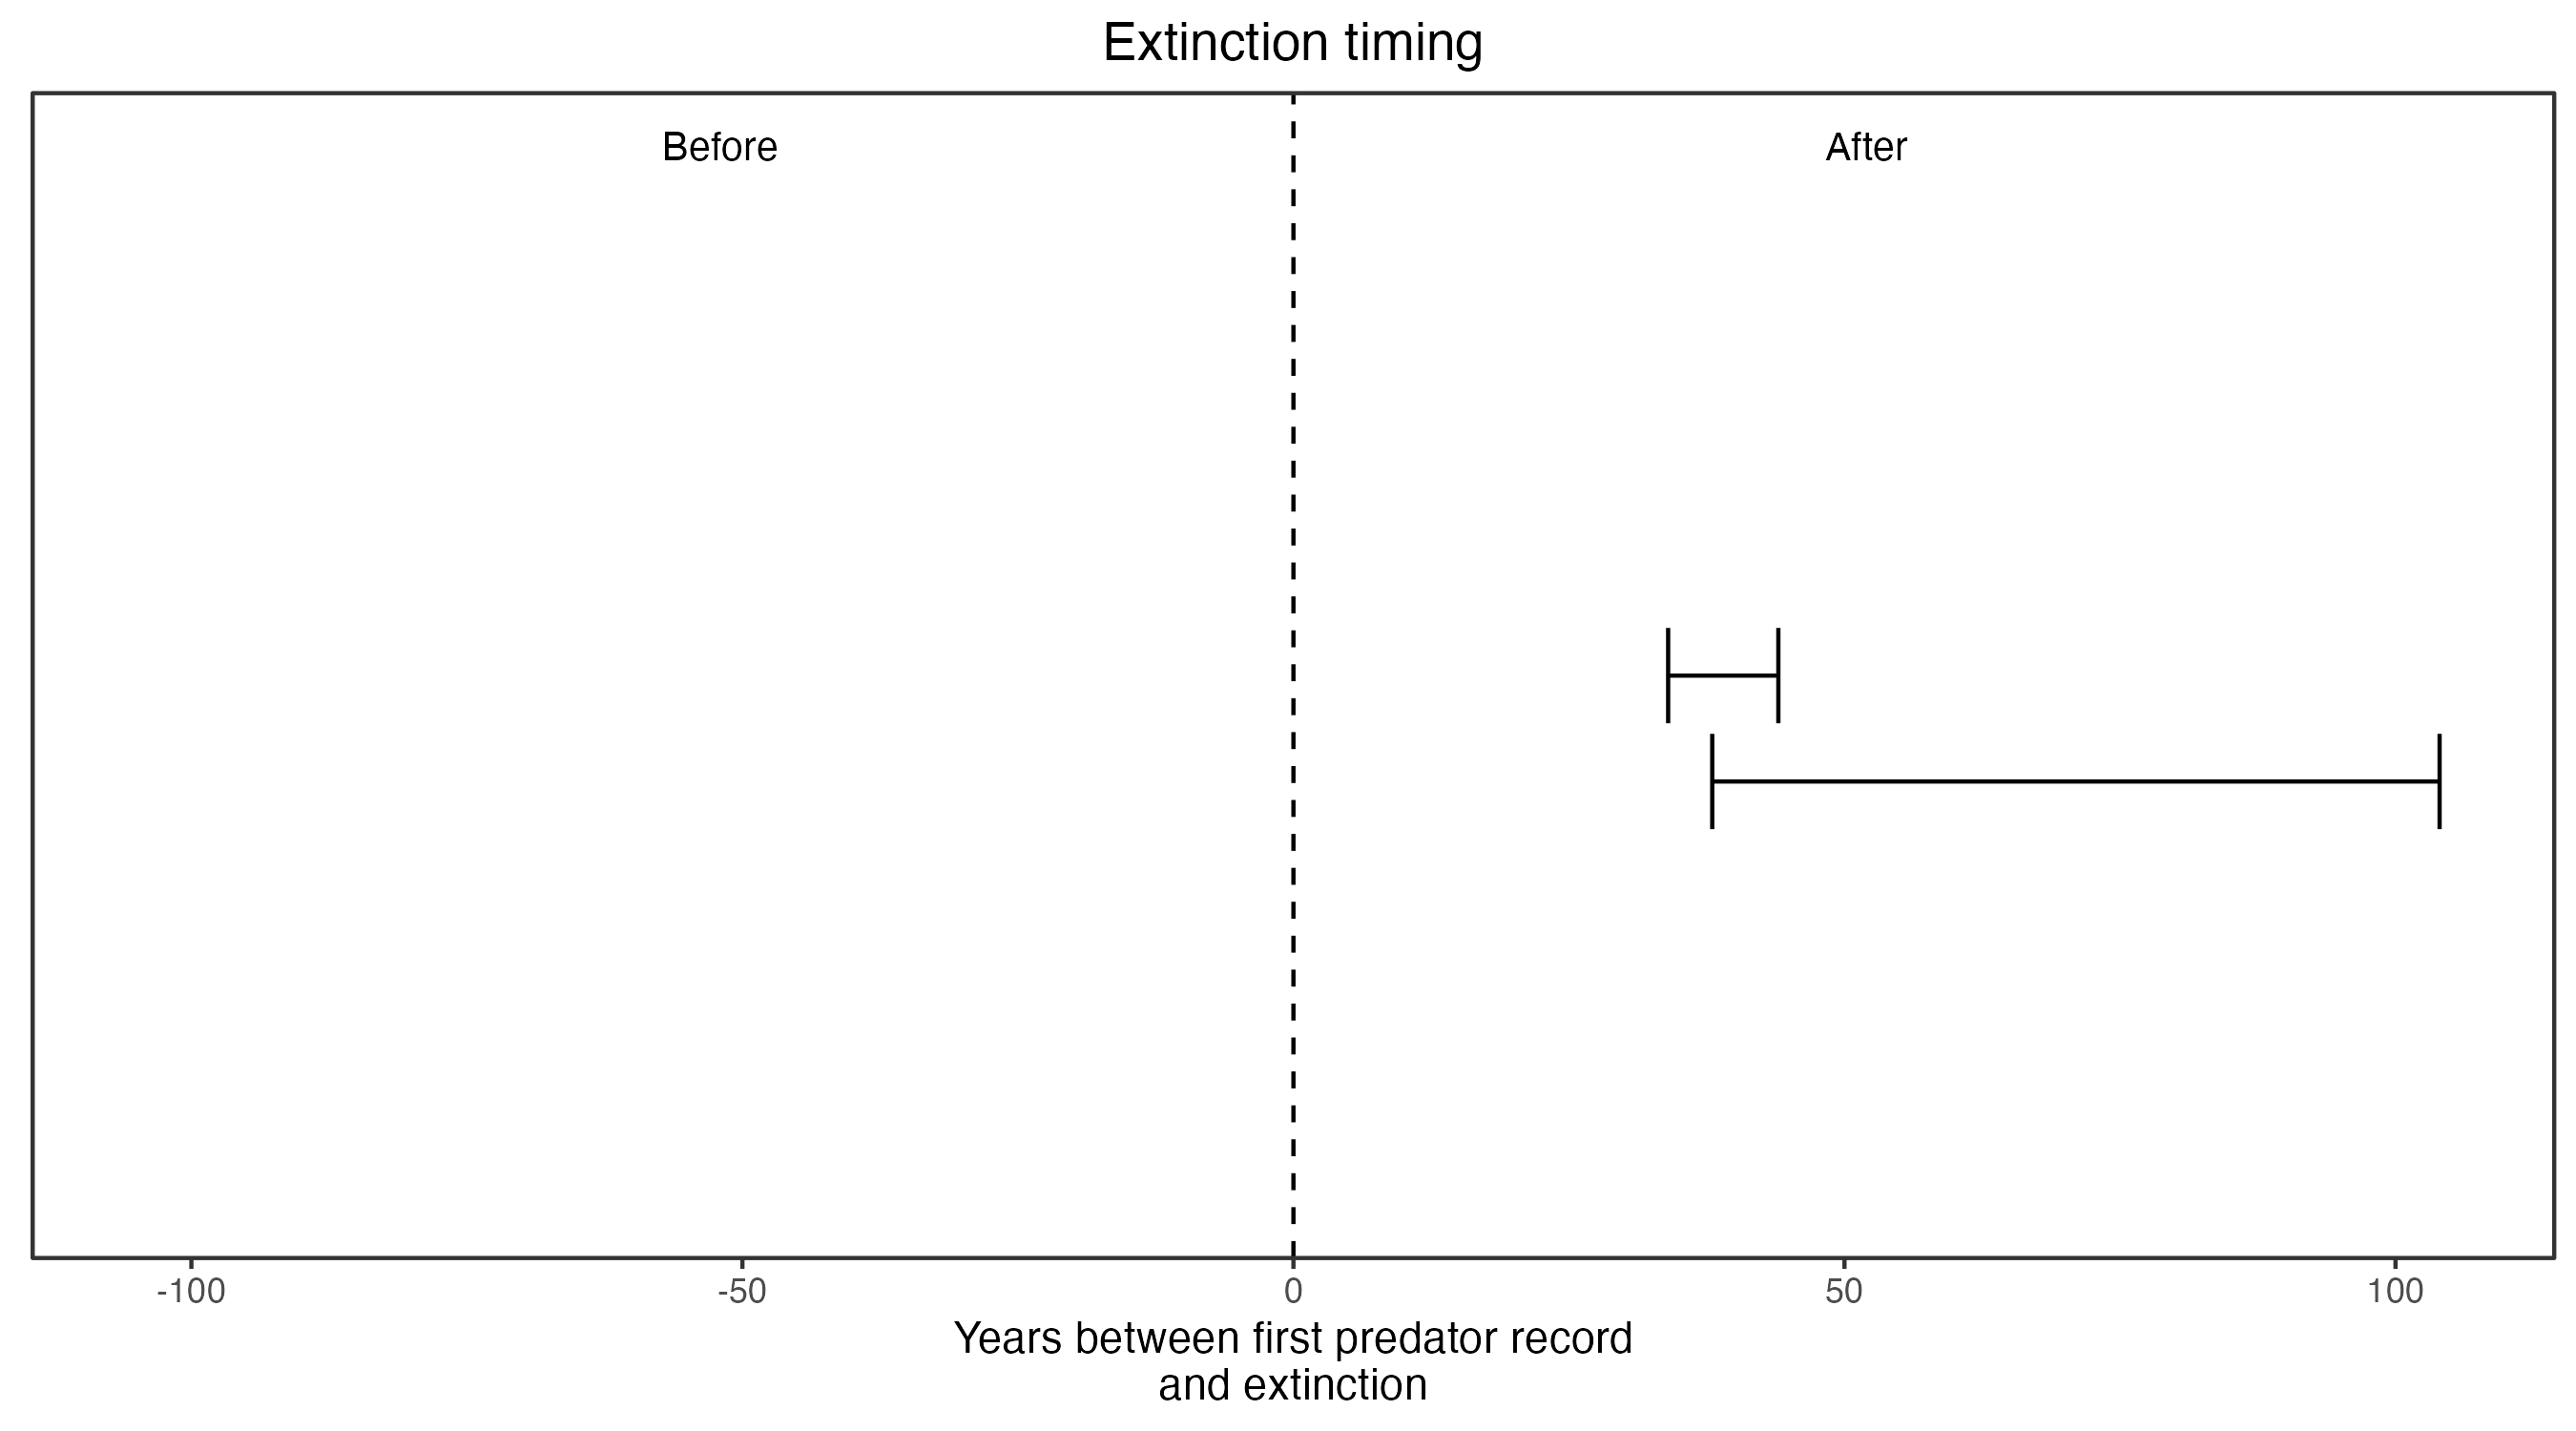 Extinction timing
Before
After
-100
-50
0
50
100
Years between first predator record
and extinction